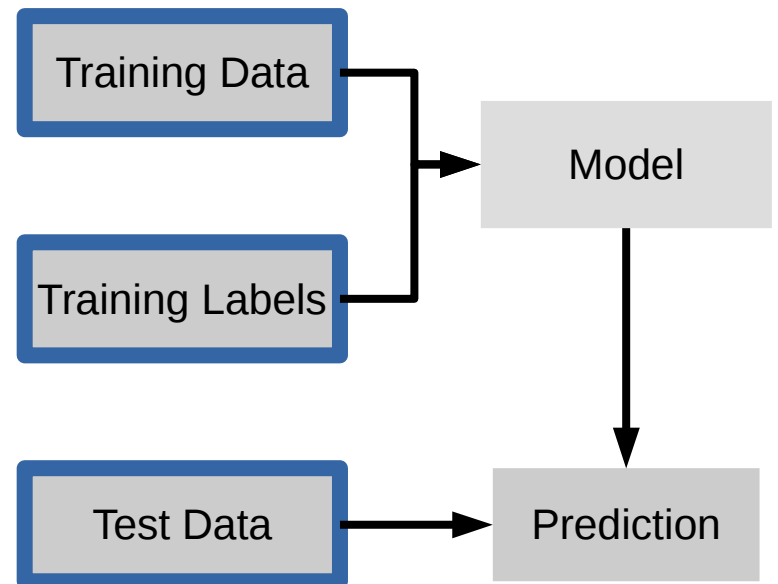 Training Data
Model
Training Labels
Test Data
Prediction